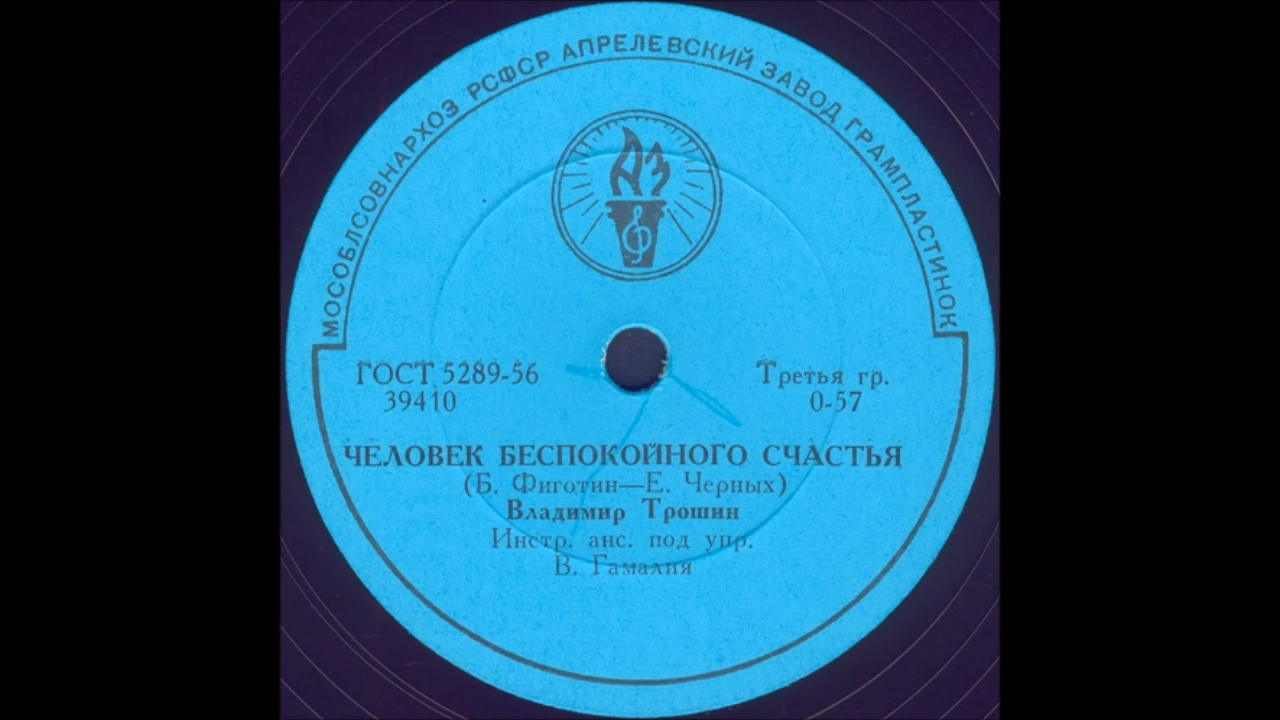 МОСОБЛСОВНАРХОЗ РСФСР АПРЕЛЕВСКИЙ ЗАВОД ГРАМПЛАСТИНОК
АЗ
ГОСТ 5289-56
39410
Третья гр.
0-57
ЧЕЛОВЕК БЕСПОКОЙНОГО СЧАСТЬЯ
(Б. Фиготин—Е. Черных)
Владимир Трошин
Инстр. анс. под упр.
В. Гамалия